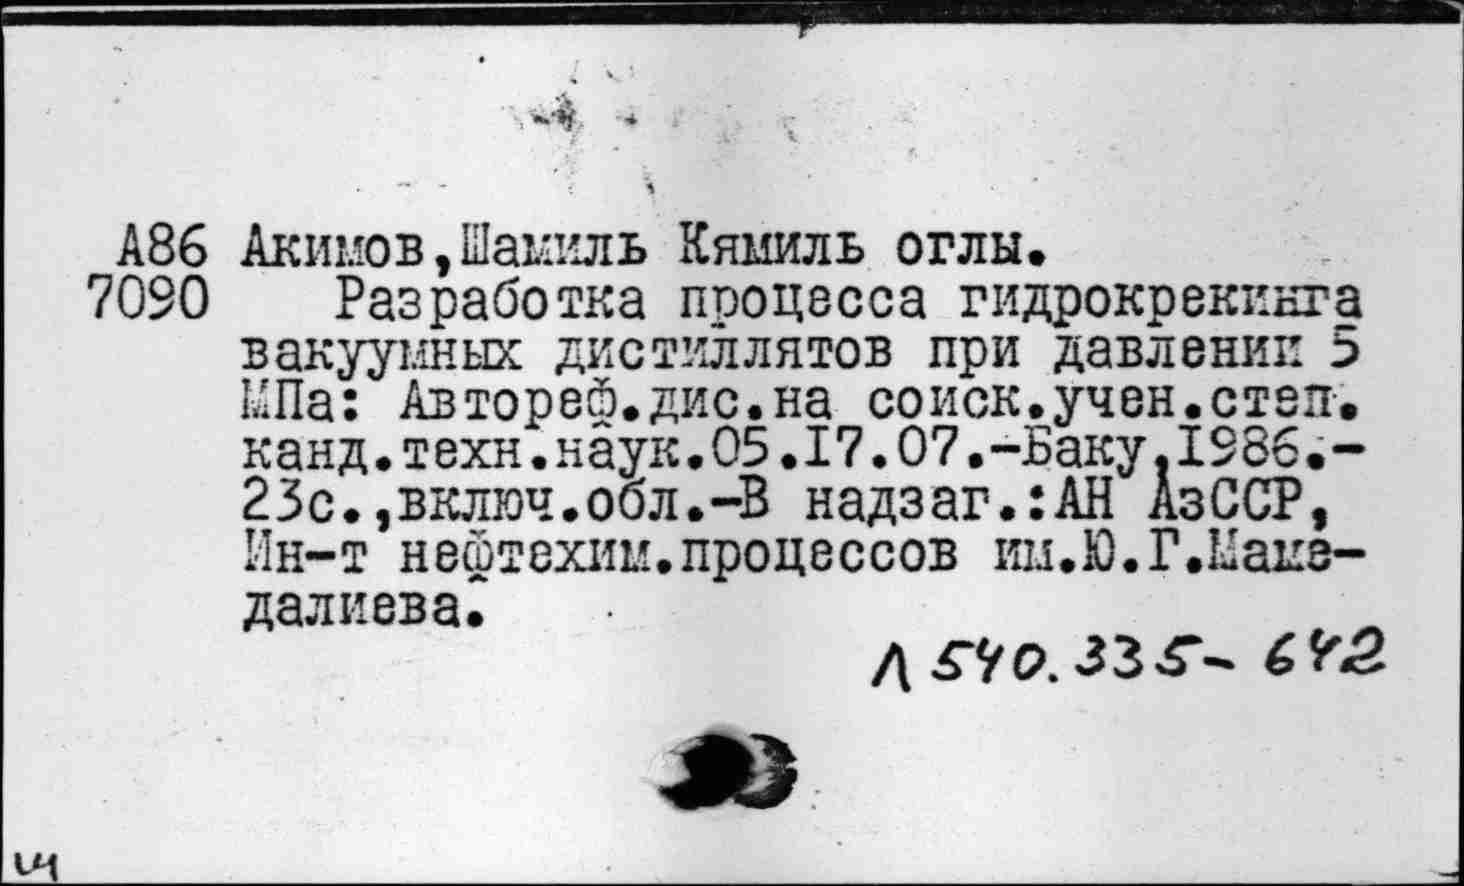 А86 Акимов,Шамиль Кямиль оглы.
7090 Разработка процесса гидрокрекинга
вакуумных дистиллятов при давлении 5
МПа: Автореф.дис.на соиск.учен.степ.
канд.техн.наук.05.17.07.-Баку,1986.-
23с.,включ.обл.-В надзаг.:АН АзССР,
Ин-т нефтехим.процессов им.Ю.Г.Маме-
далиева.
Л 540.335-642